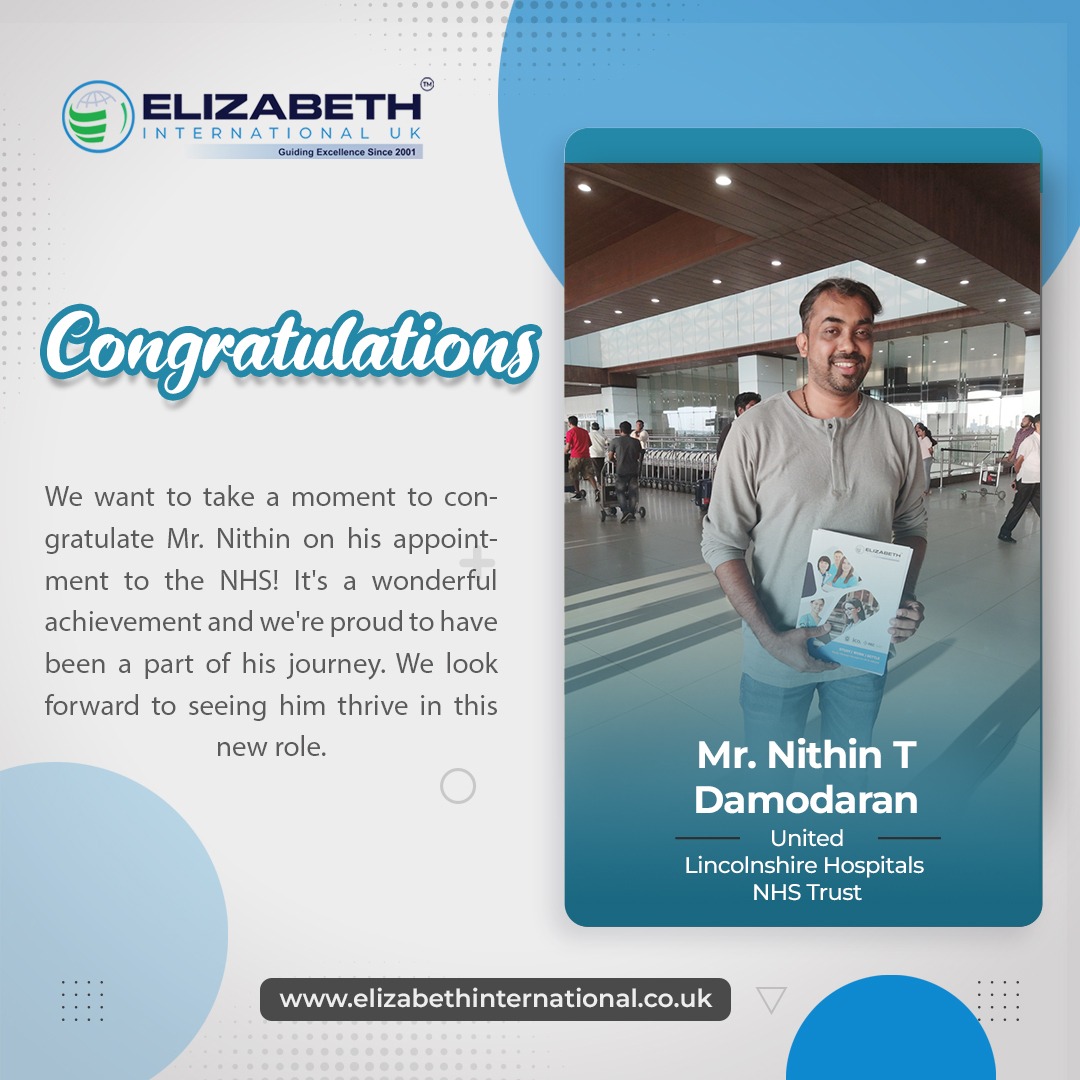 ELIZABETH
TM
INTERNATIONAL UK
Guiding Excellence Since 2001
Congratulations
We want to take a moment to con-
gratulate Mr. Nithin on his appoint-
ment to the NHS! It's a wonderful
achievement and we're proud to have
been a part of his journey. We look
forward to seeing him thrive in this
new role.
ELIZABETH
Mr. Nithin T
Damodaran
United
Lincolnshire Hospitals
NHS Trust
www.elizabethinternational.co.uk